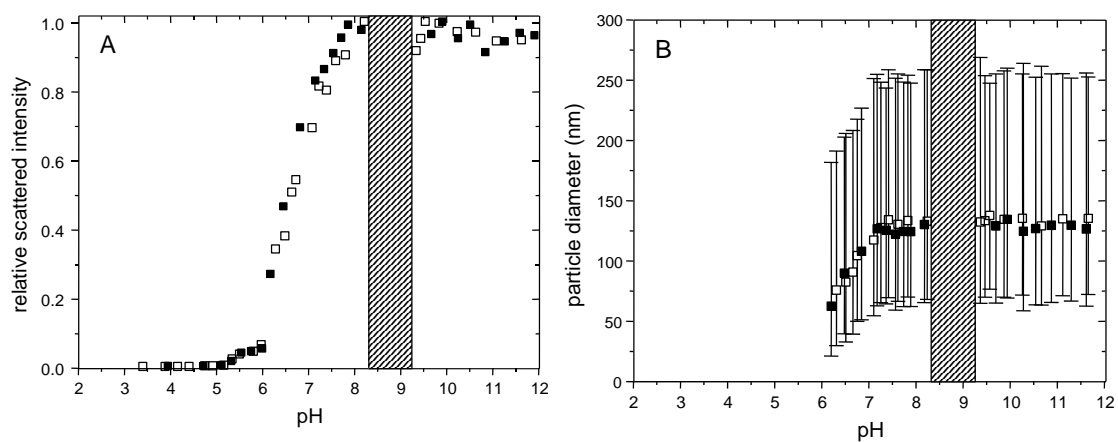 A
relative scattered intensity
1.0
0.8
0.6
0.4
0.2
0.0
2 3 4 5 6 7 8 9 10 11 12
pH
B
particle diameter (nm)
300
250
200
150
100
50
0
2 3 4 5 6 7 8 9 10 11 12
pH